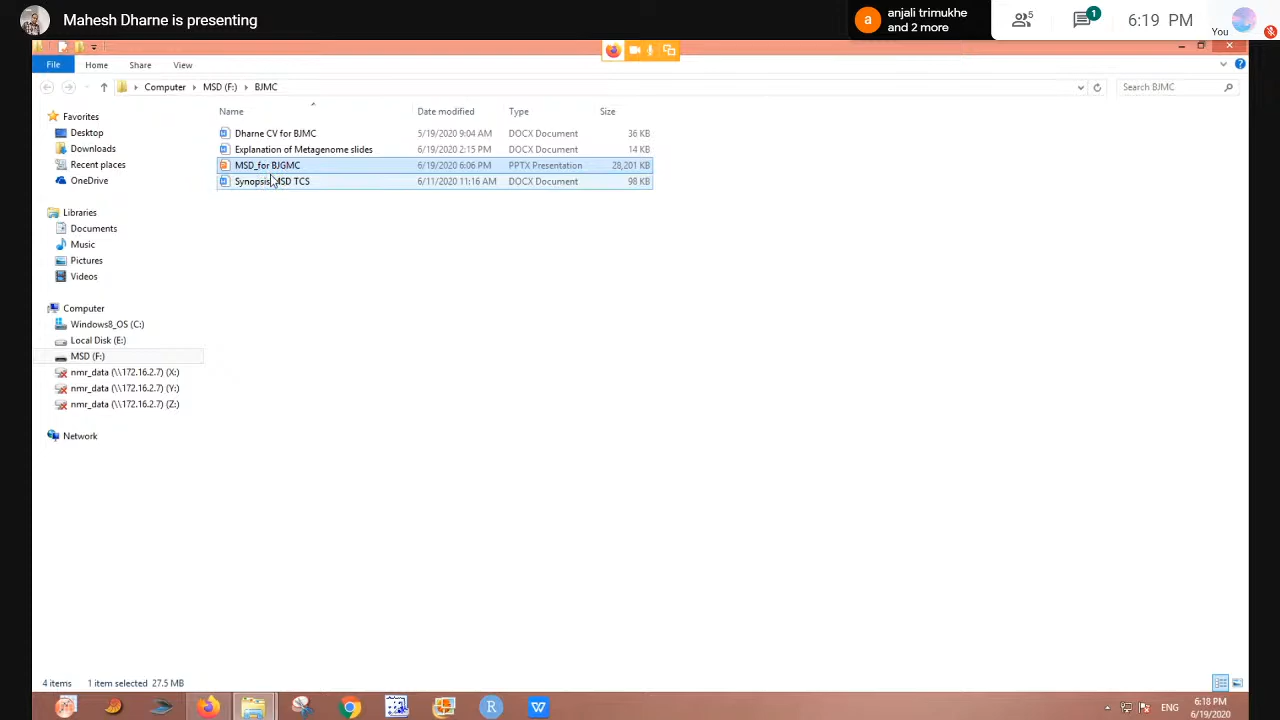 Mahesh Dharne is presenting
anjali trimukhe
and 2 more
5
1
6:19 PM
You
File Home Share View
Computer MSD (F:) BJMC
Search BJMC
Name Date modified Type Size
Dharne CV for BJMC 5/19/2020 9:04 AM DOCX Document 36 KB
Explanation of Metagenome slides 6/19/2020 2:15 PM DOCX Document 14 KB
MSD_for BJGMC 6/19/2020 6:06 PM PPTX Presentation 28,201 KB
Synopsis MSD TCS 6/11/2020 11:16 AM DOCX Document 98 KB
Favorites
Desktop
Downloads
Recent places
OneDrive
Libraries
Documents
Music
Pictures
Videos
Computer
Windows8_OS (C:)
Local Disk (E:)
MSD (F:)
nmr_data (\\172.16.2.7) (X:)
nmr_data (\\172.16.2.7) (Y:)
nmr_data (\\172.16.2.7) (Z:)
Network
4 items 1 item selected 27.5 MB
ENG
6:18 PM
6/19/2020